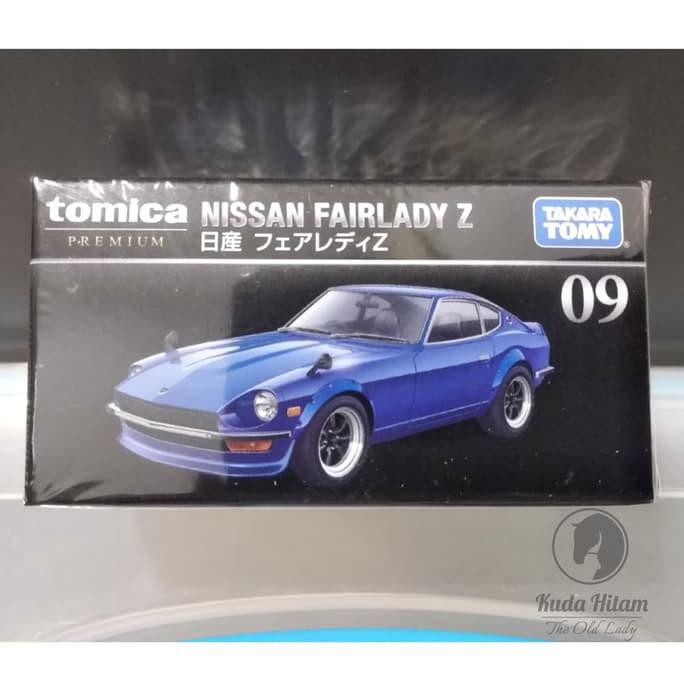 tomica NISSAN FAIRLADY Z
PREMIUM 日産 フェアレディZ
TAKARA
TOMY
09
Kuda Hitam
The Old Lady